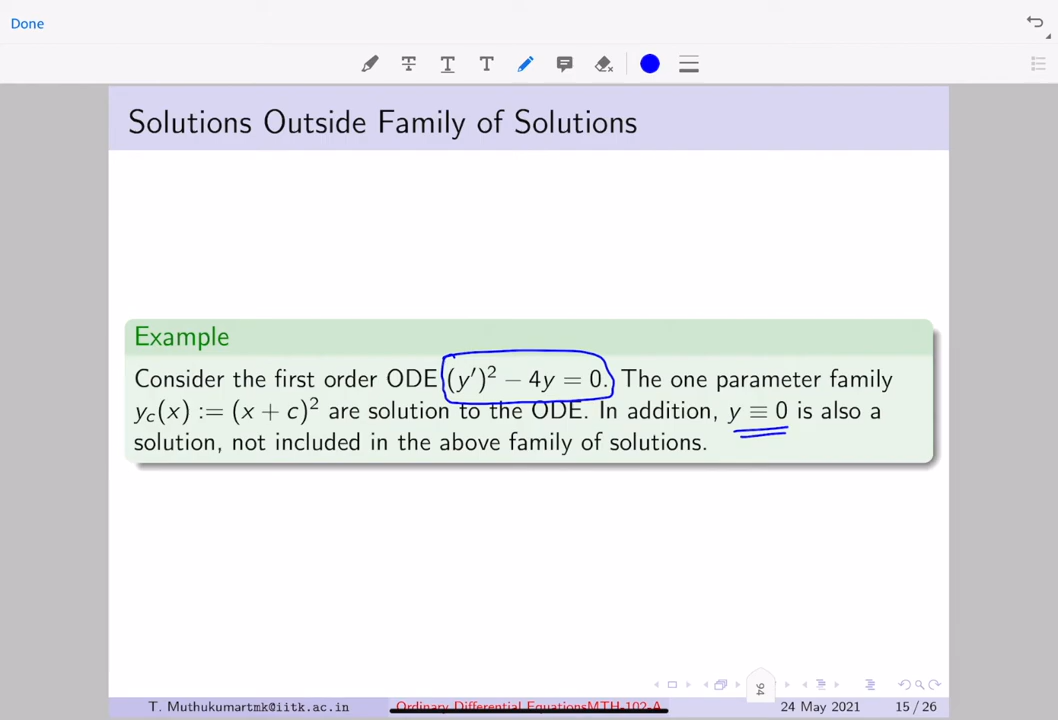 Done
Solutions Outside Family of Solutions
Example
Consider the first order ODE (y′)² − 4y = 0. The one parameter family
y_c(x) := (x + c)² are solution to the ODE. In addition, y ≡ 0 is also a
solution, not included in the above family of solutions.
94
T. Muthukumartmk@iitk.ac.in Ordinary Differential EquationsMTH-102-A 24 May 2021 15 / 26